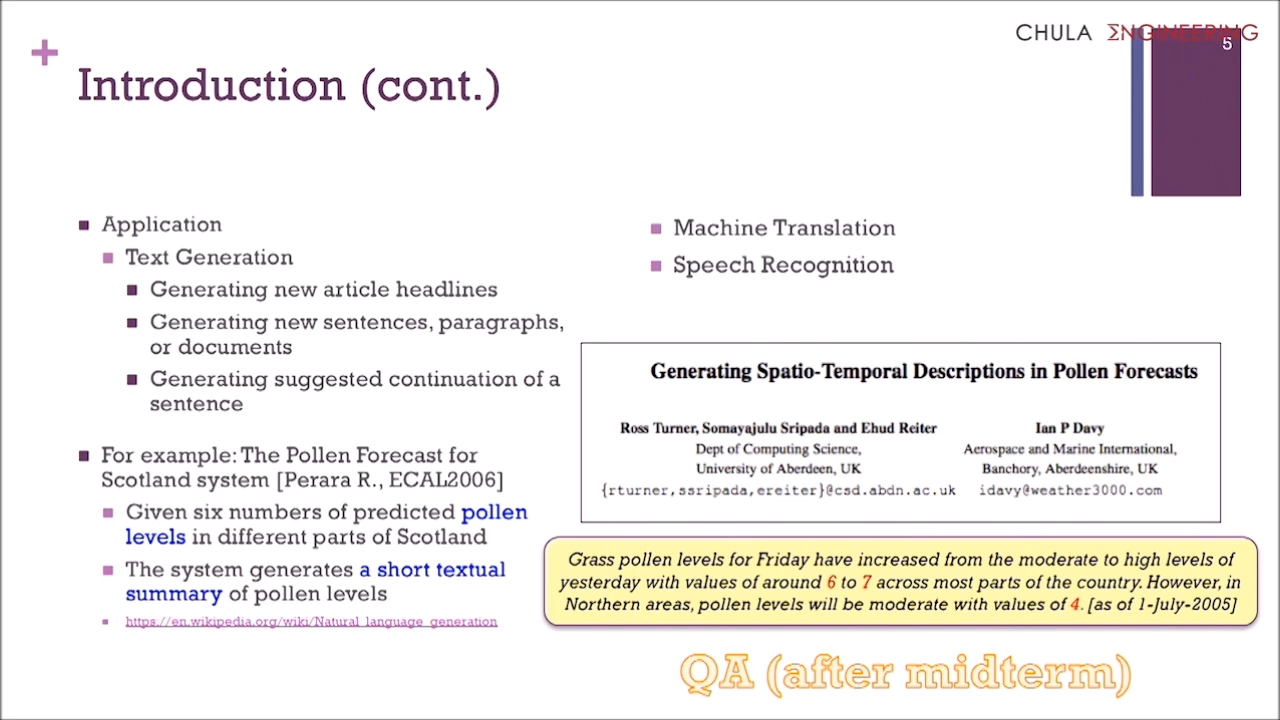 CHULA ΣNGINEERING
5
+
Introduction (cont.)
Application
Text Generation
Generating new article headlines
Generating new sentences, paragraphs,
or documents
Generating suggested continuation of a
sentence
For example: The Pollen Forecast for
Scotland system [Perara R., ECAL2006]
Given six numbers of predicted pollen
levels in different parts of Scotland
The system generates a short textual
summary of pollen levels
https://en.wikipedia.org/wiki/Natural_language_generation
Machine Translation
Speech Recognition
Generating Spatio-Temporal Descriptions in Pollen Forecasts
Ross Turner, Somayajulu Sripada and Ehud Reiter
Dept of Computing Science,
University of Aberdeen, UK
{rturner,ssripada,ereiter}@csd.abdn.ac.uk
Ian P Davy
Aerospace and Marine International,
Banchory, Aberdeenshire, UK
idavy@weather3000.com
Grass pollen levels for Friday have increased from the moderate to high levels of
yesterday with values of around 6 to 7 across most parts of the country. However, in
Northern areas, pollen levels will be moderate with values of 4. [as of 1-July-2005]
QA (after midterm)